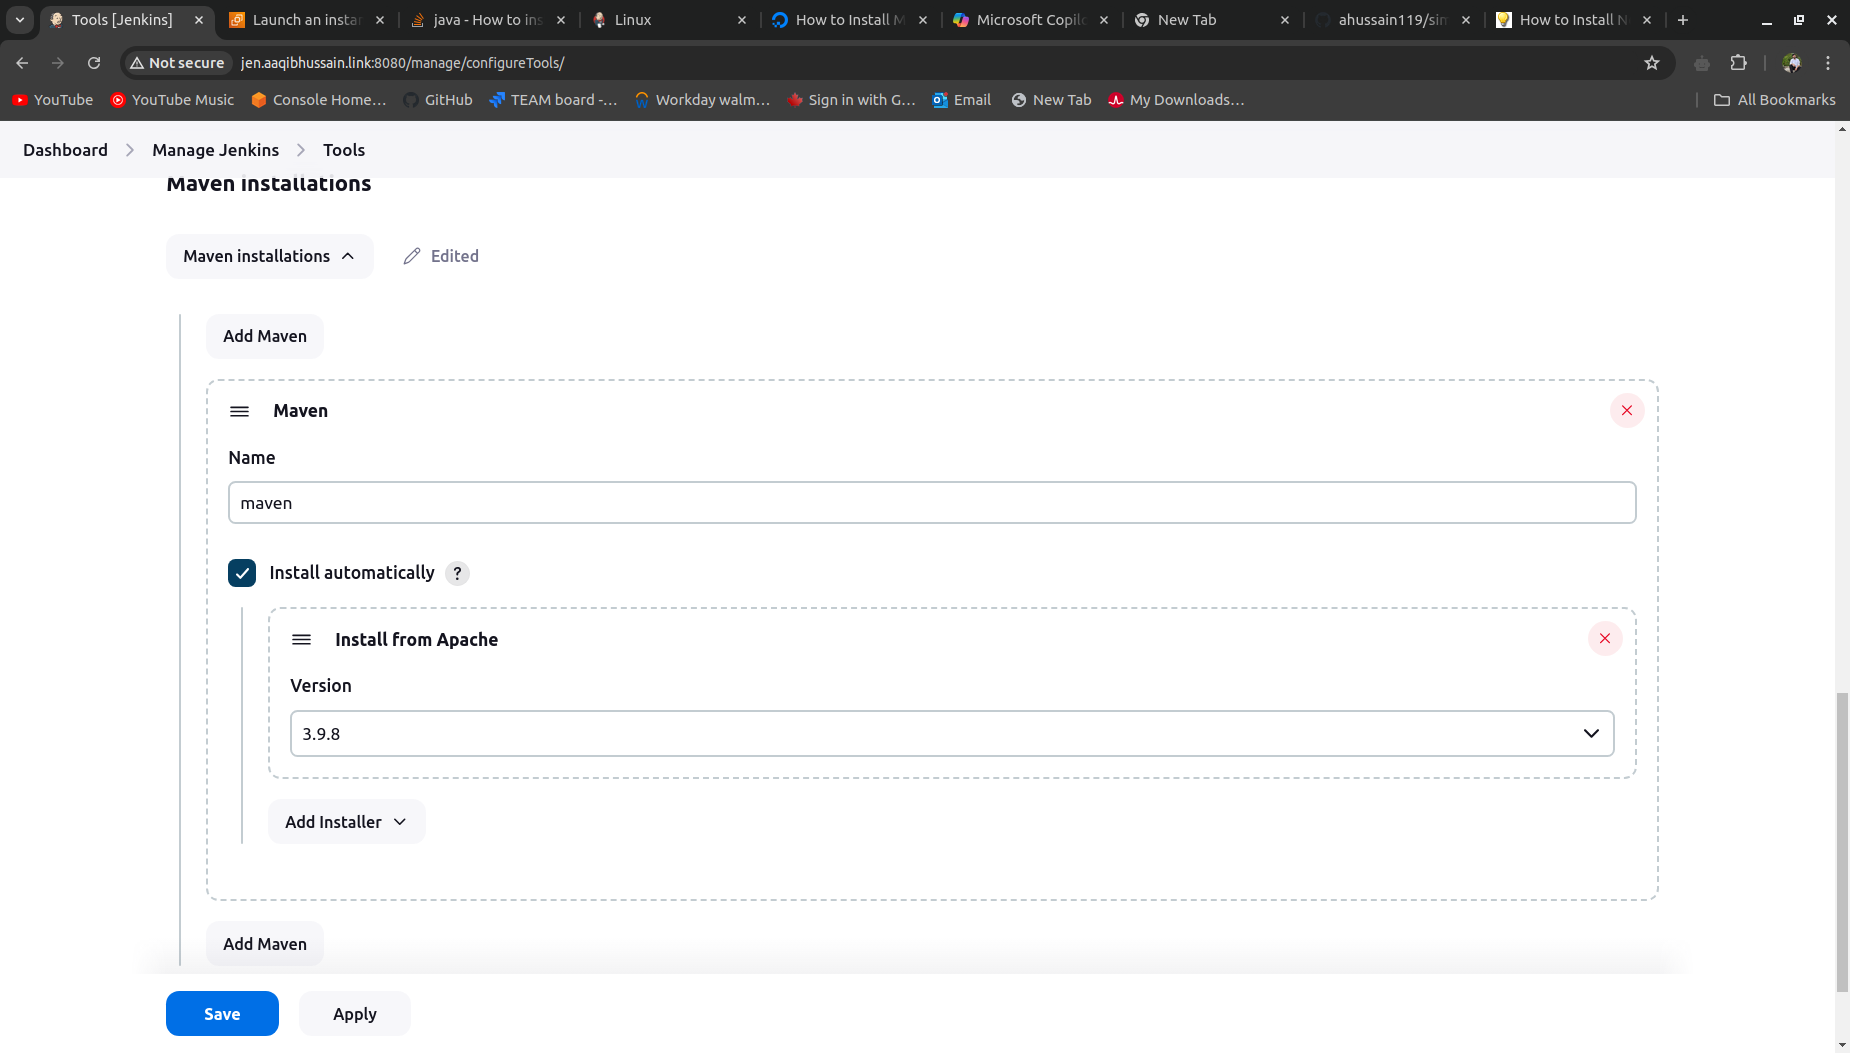 Tools [Jenkins]
Launch an instan
java - How to ins
Linux
How to Install M
Microsoft Copilo
New Tab
ahussain119/sim
How to Install N
Not secure
jen.aaqibhussain.link:8080/manage/configureTools/
YouTube
YouTube Music
Console Home...
GitHub
TEAM board -...
Workday walm...
Sign in with G...
Email
New Tab
My Downloads...
All Bookmarks
Dashboard
Manage Jenkins
Tools
Maven installations
Maven installations
Edited
Add Maven
Maven
Name
maven
Install automatically
?
Install from Apache
Version
3.9.8
Add Installer
Add Maven
Save
Apply